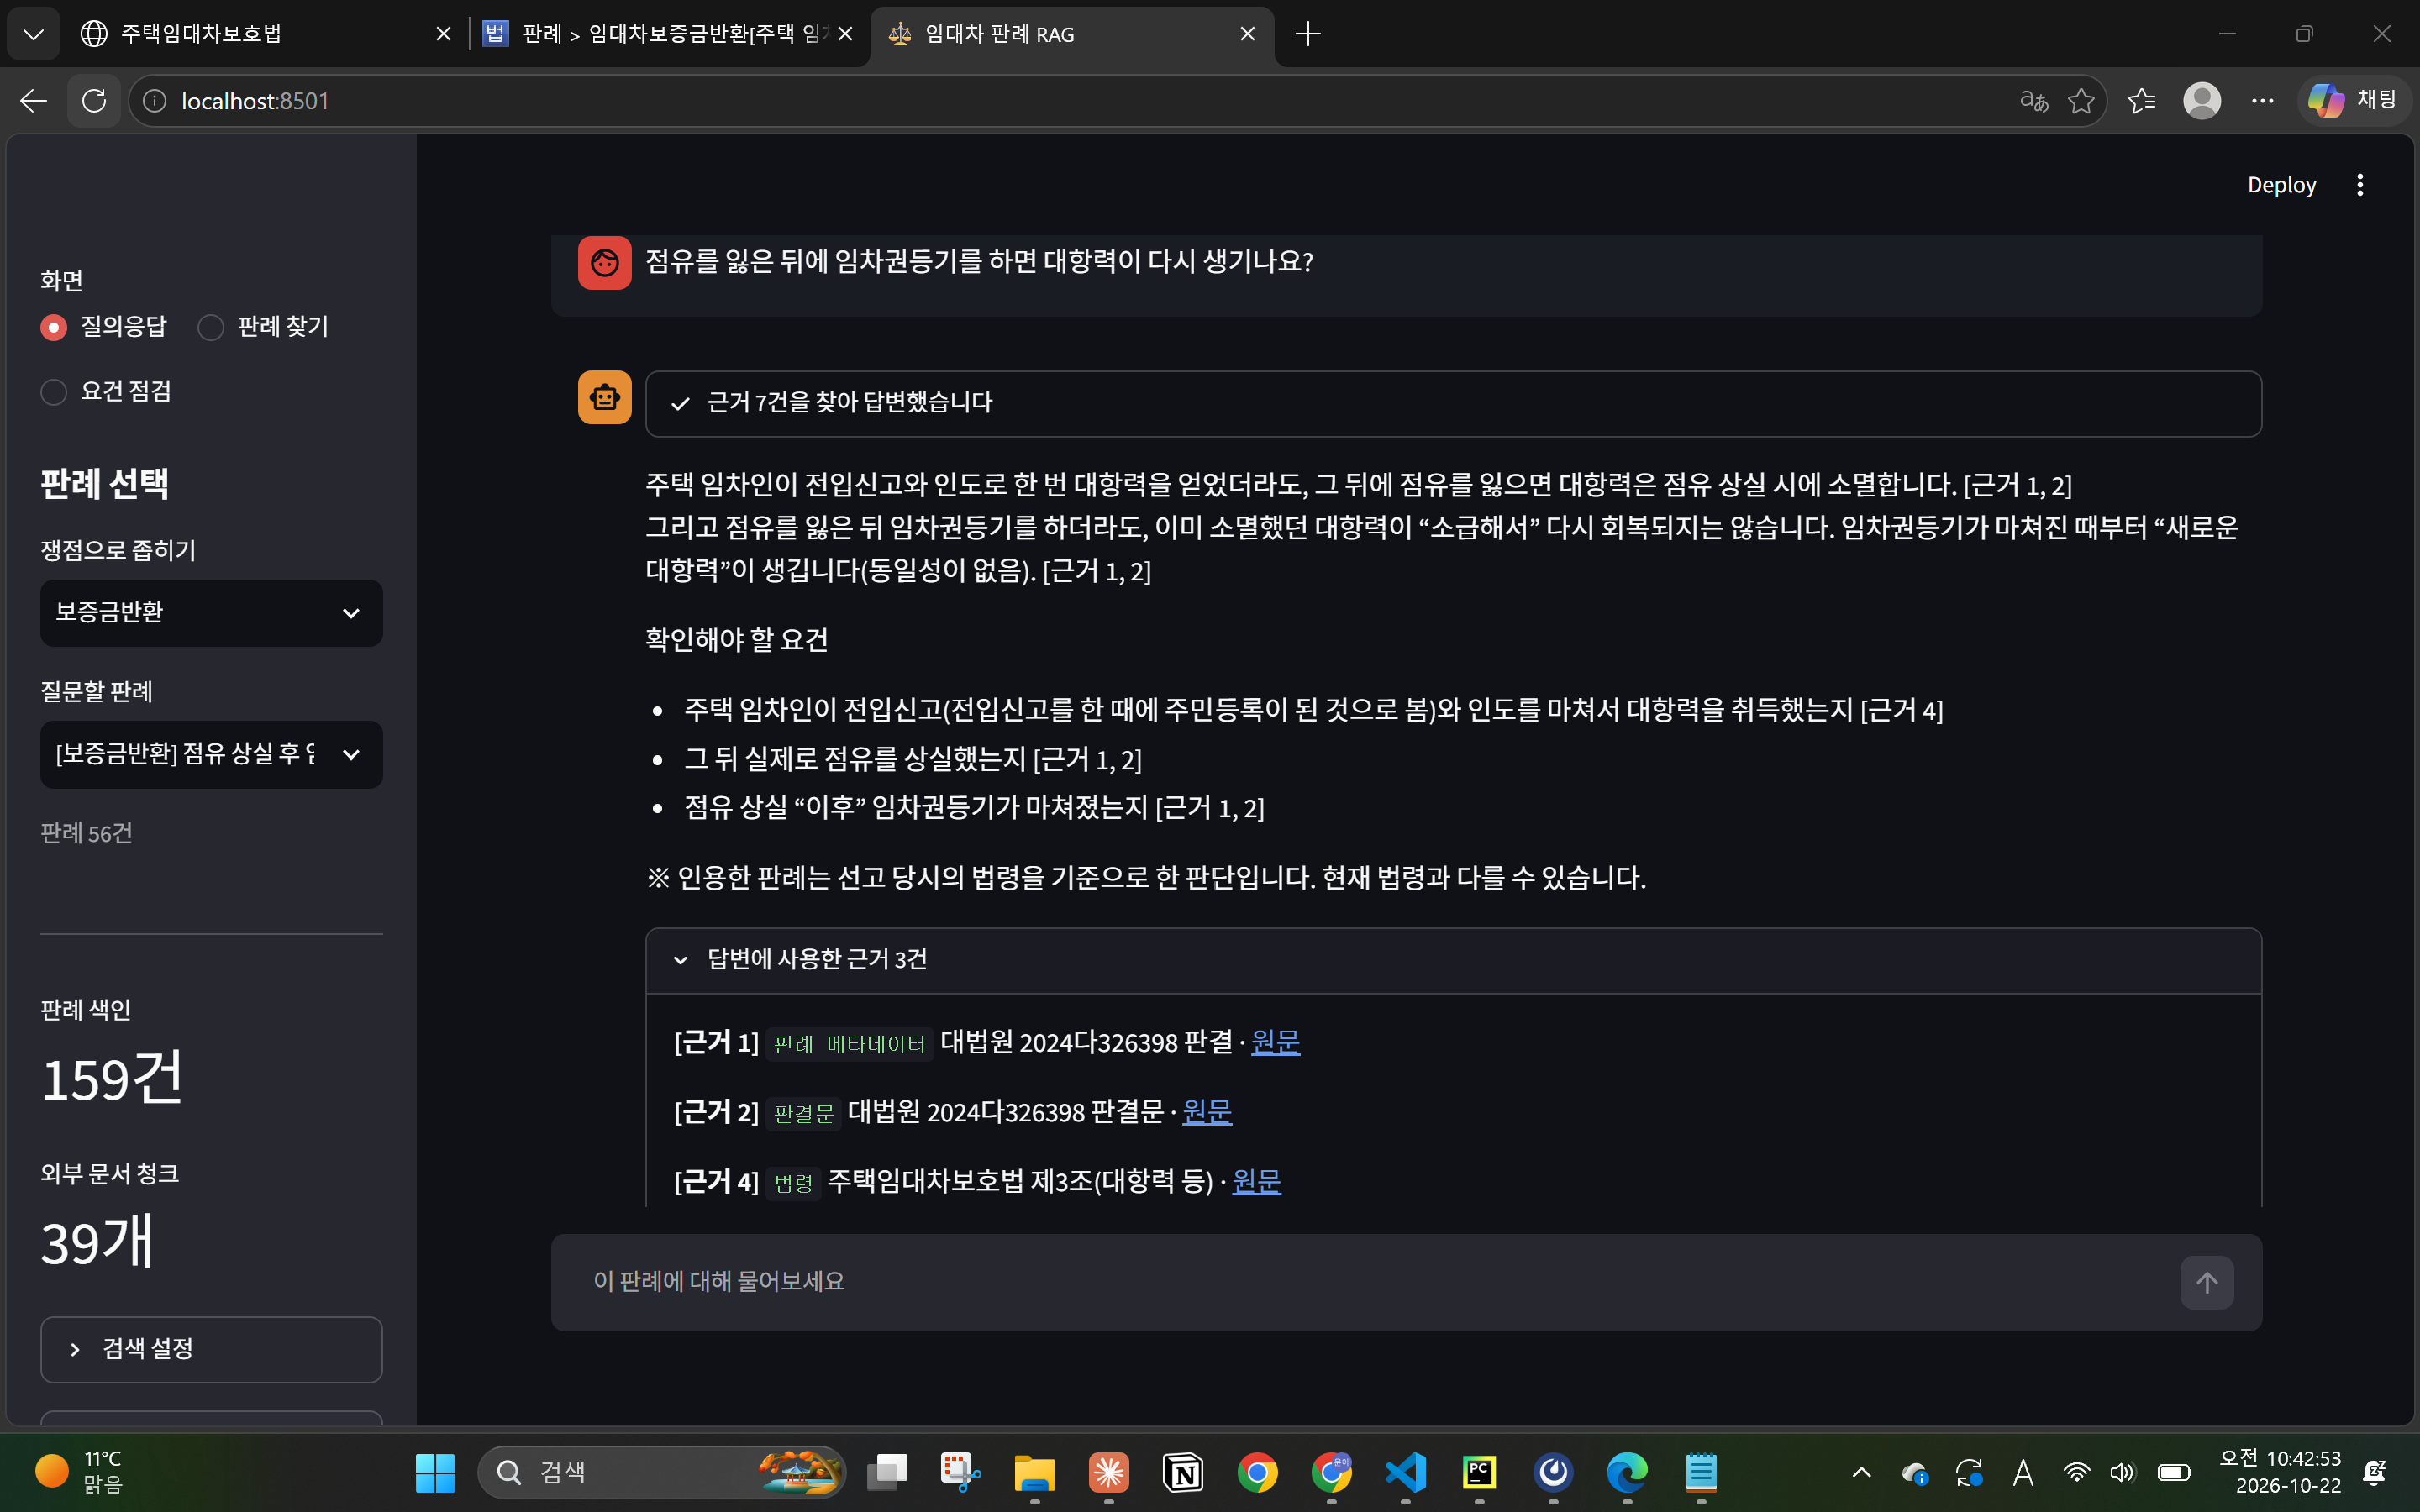 주택임대차보호법
법 판례 > 임대차보증금반환[주택 임
임대차 판례 RAG
localhost:8501
채팅
Deploy
화면
질의응답
판례 찾기
요건 점검
판례 선택
쟁점으로 좁히기
보증금반환
질문할 판례
[보증금반환] 점유 상실 후
판례 56건
판례 색인
159건
외부 문서 청크
39개
검색 설정
점유를 잃은 뒤에 임차권등기를 하면 대항력이 다시 생기나요?
근거 7건을 찾아 답변했습니다
주택 임차인이 전입신고와 인도로 한 번 대항력을 얻었더라도, 그 뒤에 점유를 잃으면 대항력은 점유 상실 시에 소멸합니다. [근거 1, 2]
그리고 점유를 잃은 뒤 임차권등기를 하더라도, 이미 소멸했던 대항력이 “소급해서” 다시 회복되지는 않습니다. 임차권등기가 마쳐진 때부터 “새로운
대항력”이 생깁니다(동일성이 없음). [근거 1, 2]
확인해야 할 요건
• 주택 임차인이 전입신고(전입신고를 한 때에 주민등록이 된 것으로 봄)와 인도를 마쳐서 대항력을 취득했는지 [근거 4]
• 그 뒤 실제로 점유를 상실했는지 [근거 1, 2]
• 점유 상실 “이후” 임차권등기가 마쳐졌는지 [근거 1, 2]
※ 인용한 판례는 선고 당시의 법령을 기준으로 한 판단입니다. 현재 법령과 다를 수 있습니다.
답변에 사용한 근거 3건
[근거 1] 판례 메타데이터 대법원 2024다326398 판결 · 원문
[근거 2] 판결문 대법원 2024다326398 판결문 · 원문
[근거 4] 법령 주택임대차보호법 제3조(대항력 등) · 원문
이 판례에 대해 물어보세요
11°C
맑음
검색
윤아
PC
A
오전 10:42:53
2026-10-22